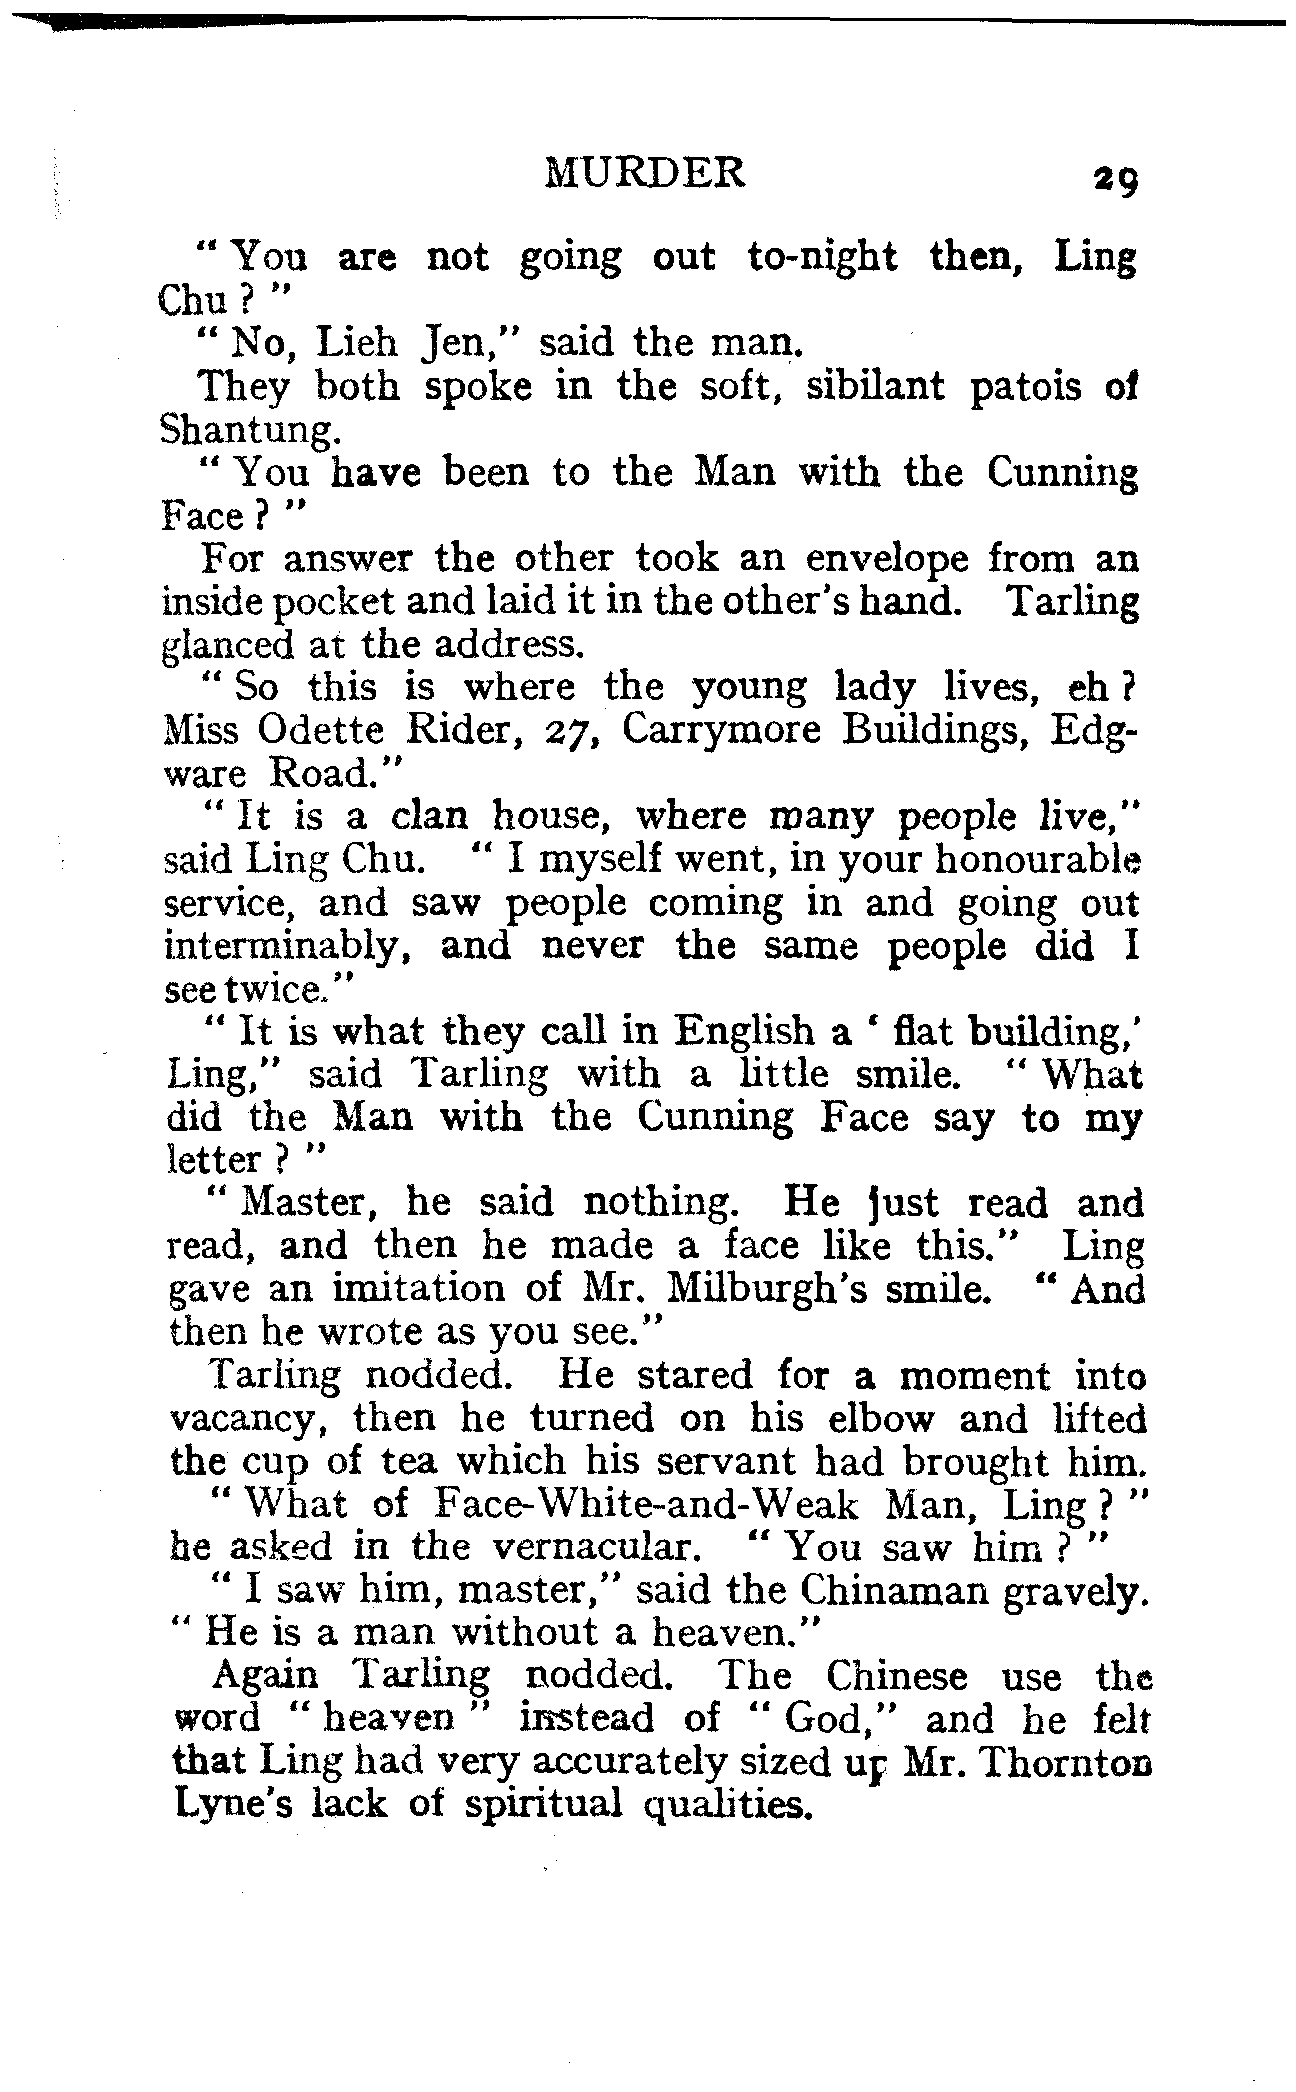 MURDER 29
" You are not going out to-night then, Ling
Chu ? "
" No, Lieh Jen," said the man.
They both spoke in the soft, sibilant patois of
Shantung.
" You have been to the Man with the Cunning
Face ? "
For answer the other took an envelope from an
inside pocket and laid it in the other's hand. Tarling
glanced at the address.
" So this is where the young lady lives, eh ?
Miss Odette Rider, 27, Carrymore Buildings, Edg-
ware Road."
" It is a clan house, where many people live,"
said Ling Chu. " I myself went, in your honourable
service, and saw people coming in and going out
interminably, and never the same people did I
see twice."
" It is what they call in English a ' flat building,'
Ling," said Tarling with a little smile. " What
did the Man with the Cunning Face say to my
letter ? "
" Master, he said nothing. He just read and
read, and then he made a face like this." Ling
gave an imitation of Mr. Milburgh's smile. " And
then he wrote as you see."
Tarling nodded. He stared for a moment into
vacancy, then he turned on his elbow and lifted
the cup of tea which his servant had brought him.
" What of Face-White-and-Weak Man, Ling ? "
he asked in the vernacular. " You saw him ? "
" I saw him, master," said the Chinaman gravely.
" He is a man without a heaven."
Again Tarling nodded. The Chinese use the
word " heaven " instead of " God," and he felt
that Ling had very accurately sized up Mr. Thornton
Lyne's lack of spiritual qualities.